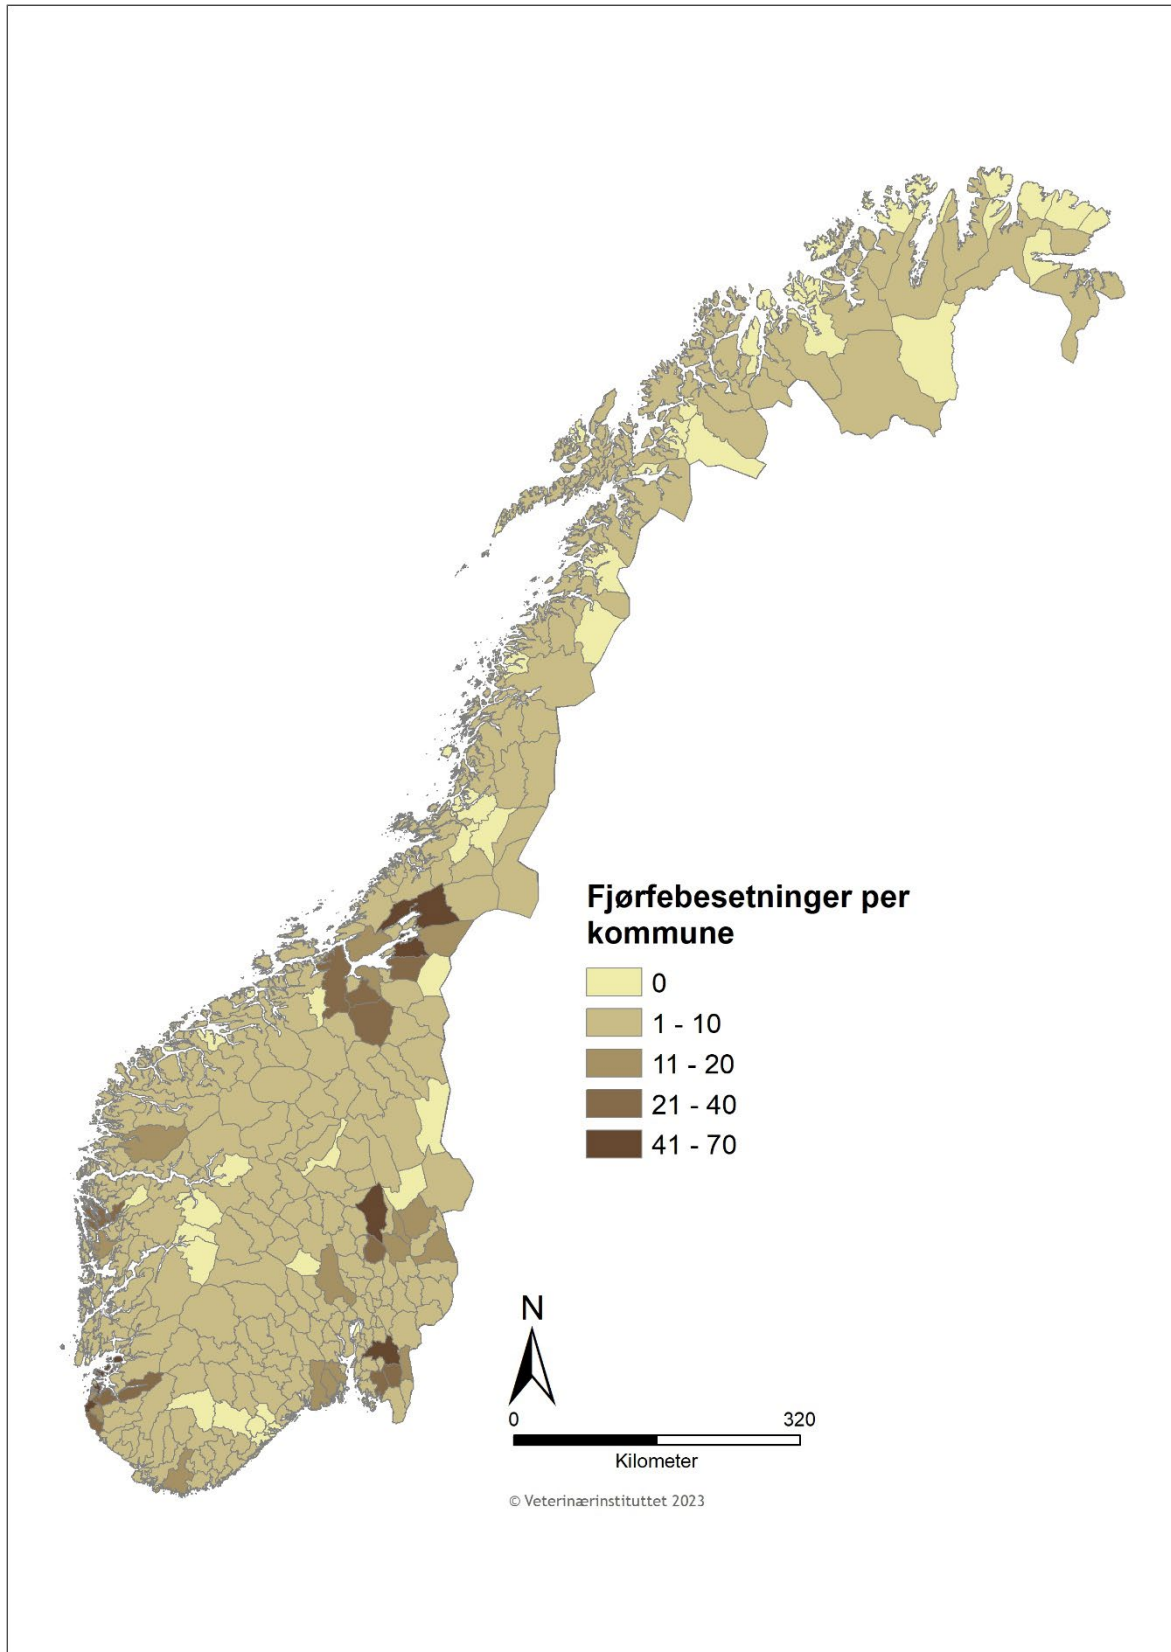 Fjørfebesetninger per
kommune
0
1 - 10
11 - 20
21 - 40
41 - 70
N
0 320
Kilometer
© Veterinærinstituttet 2023